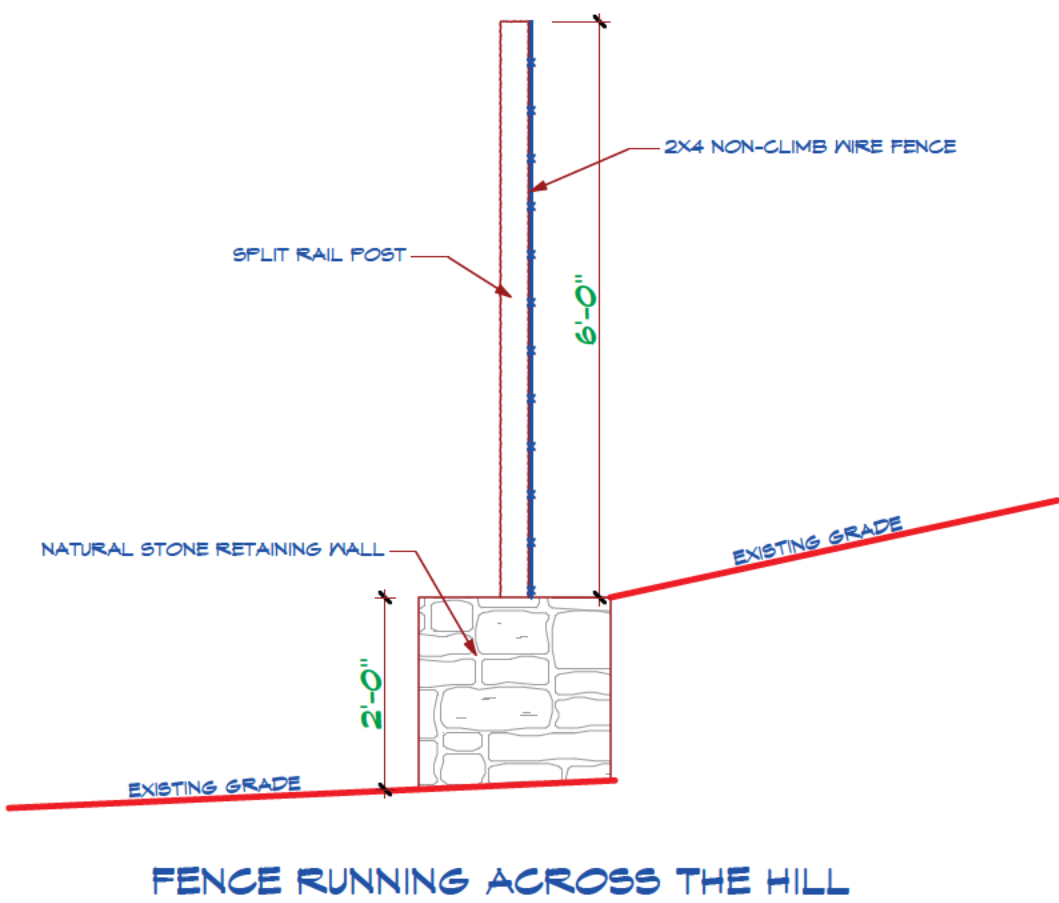 2X4 NON-CLIMB WIRE FENCE
SPLIT RAIL POST
6'-0"
EXISTING GRADE
NATURAL STONE RETAINING WALL
2'-0"
EXISTING GRADE
FENCE RUNNING ACROSS THE HILL